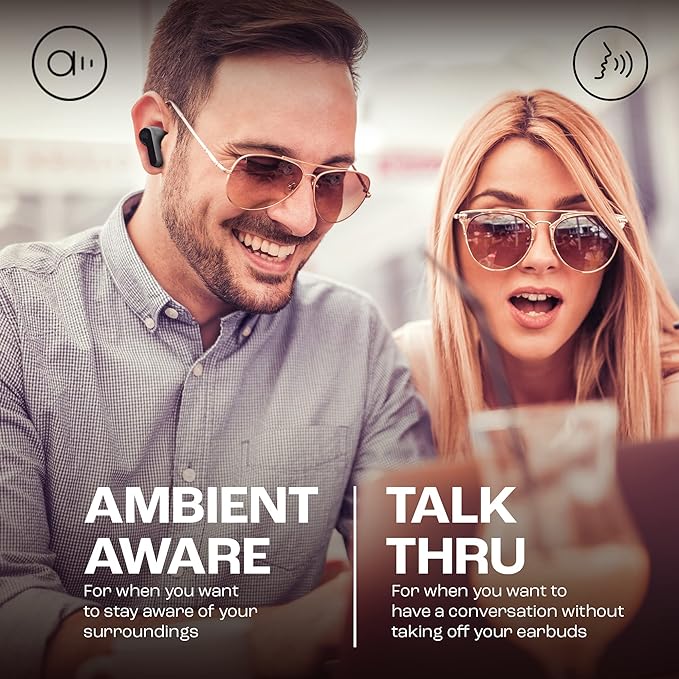 AMBIENT
AWARE
For when you want
to stay aware of your
surroundings
TALK
THRU
For when you want to
have a conversation without
taking off your earbuds